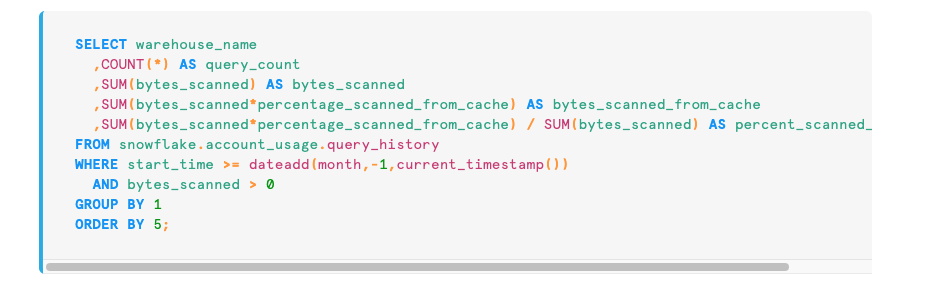 SELECT warehouse_name
,COUNT(*) AS query_count
,SUM(bytes_scanned) AS bytes_scanned
,SUM(bytes_scanned*percentage_scanned_from_cache) AS bytes_scanned_from_cache
,SUM(bytes_scanned*percentage_scanned_from_cache) / SUM(bytes_scanned) AS percent_scanned_
FROM snowflake.account_usage.query_history
WHERE start_time >= dateadd(month,-1,current_timestamp())
AND bytes_scanned > 0
GROUP BY 1
ORDER BY 5;